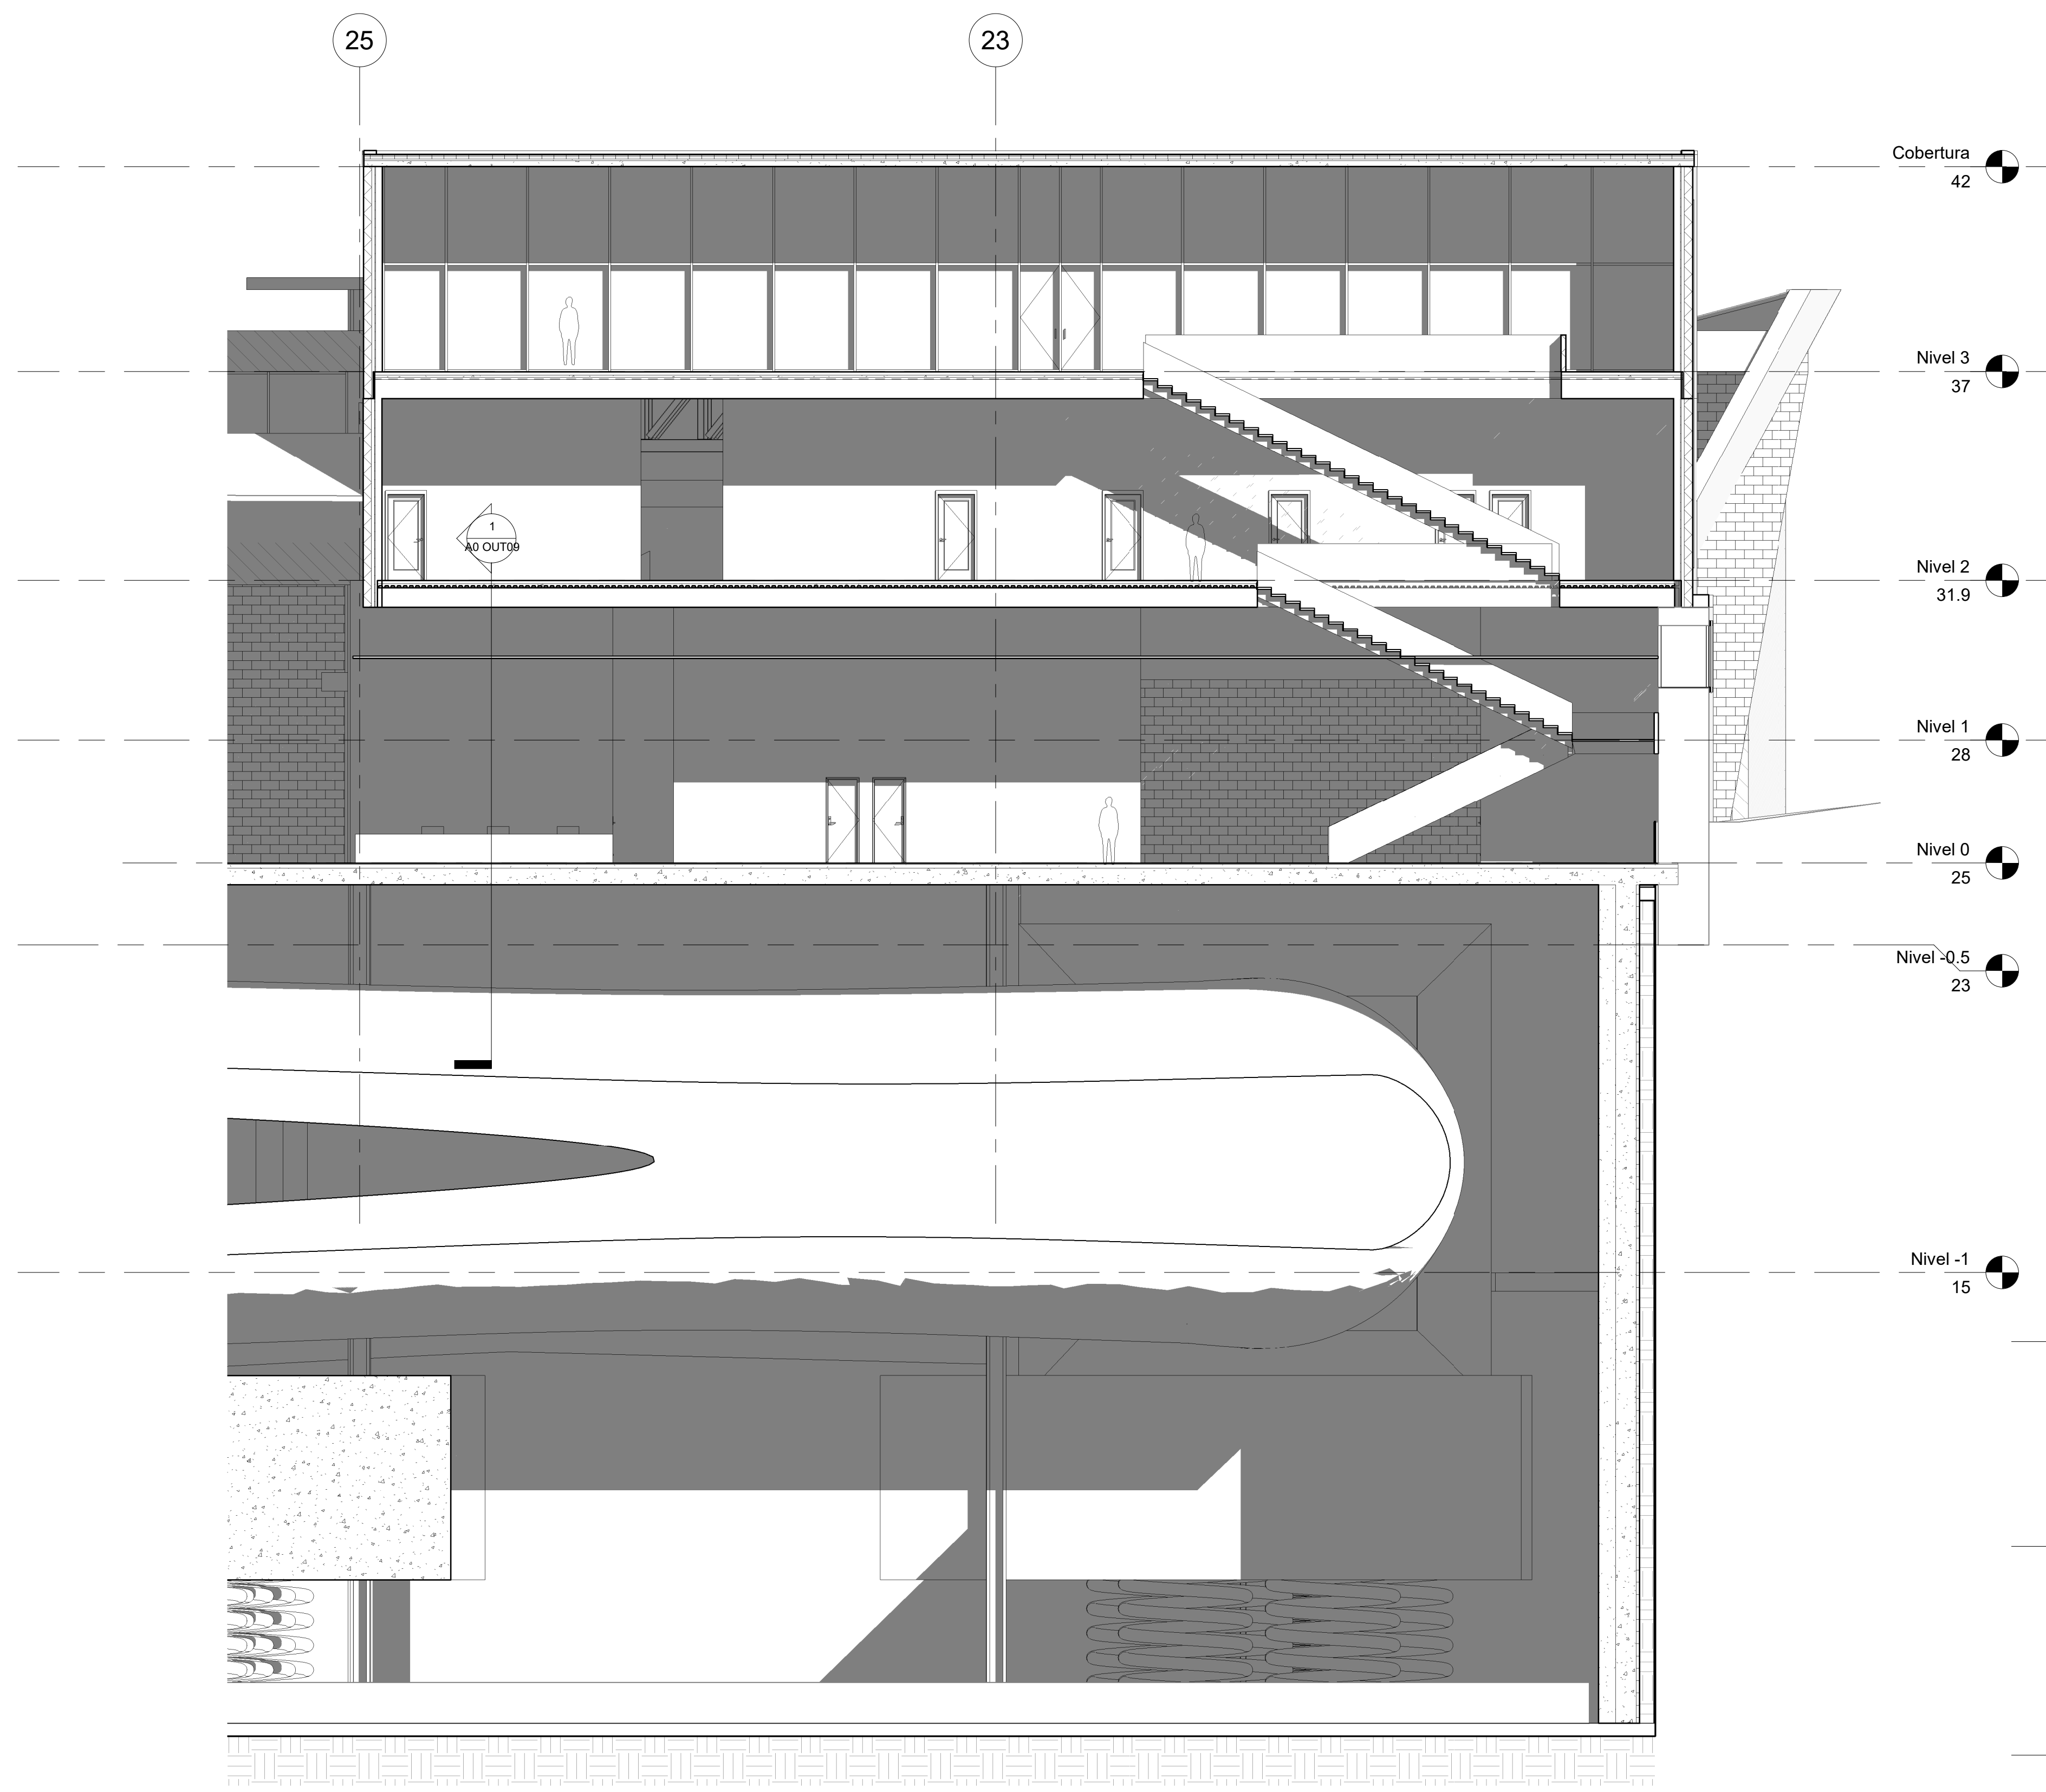 25
23
Cobertura
42
Nivel 3
37
1
A0 OUT09
Nivel 2
31.9
Nivel 1
28
Nivel 0
25
Nivel -0.5
23
Nivel -1
15